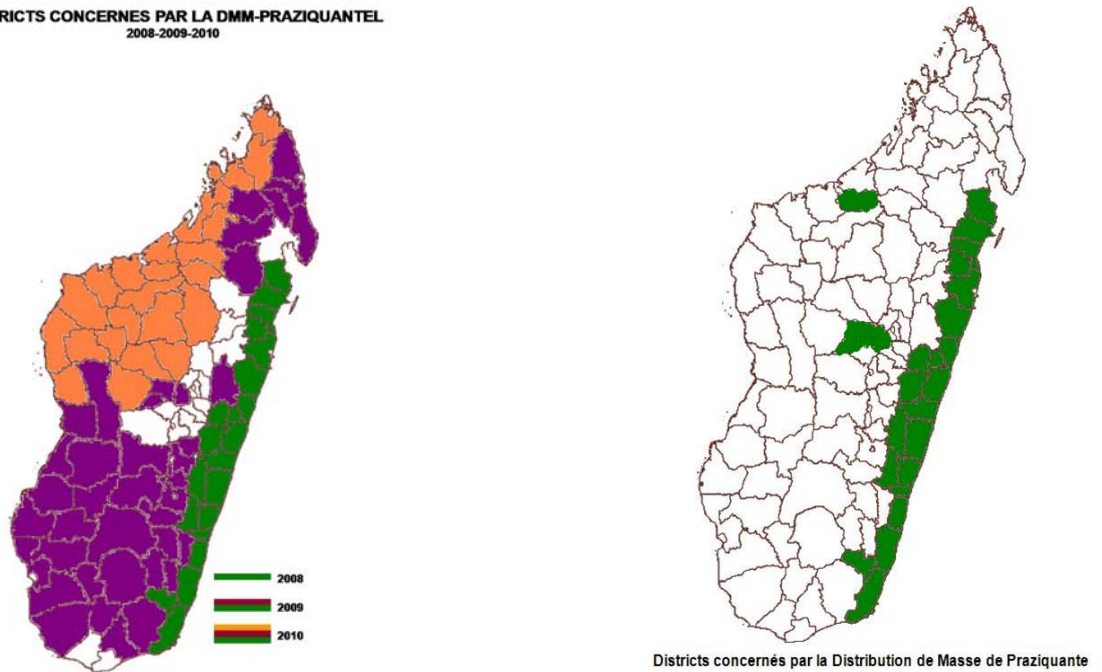 RICTS CONCERNES PAR LA DMM-PRAZIQUANTEL
2008-2009-2010
2008
2009
2010
Districts concernés par la Distribution de Masse de Praziquante